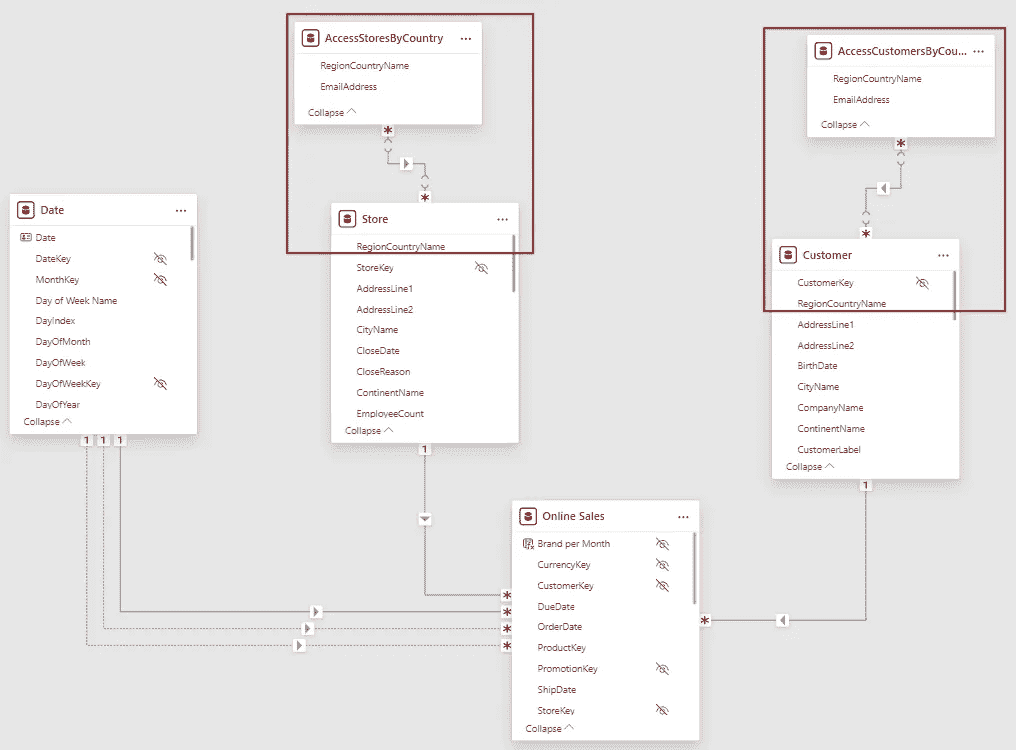 AccessStoresByCountry
RegionCountryName
EmailAddress
Collapse
*
*
AccessCustomersByCou...
RegionCountryName
EmailAddress
Collapse
*
*
Date
Date
DateKey
MonthKey
Day of Week Name
DayIndex
DayOfMonth
DayOfWeek
DayOfWeekKey
DayOfYear
Collapse
1 1 1
Store
RegionCountryName
StoreKey
AddressLine1
AddressLine2
CityName
CloseDate
CloseReason
ContinentName
EmployeeCount
Collapse
1
Customer
CustomerKey
RegionCountryName
AddressLine1
AddressLine2
BirthDate
CityName
CompanyName
ContinentName
CustomerLabel
Collapse
1
Online Sales
Brand per Month
CurrencyKey
CustomerKey
DueDate
OrderDate
ProductKey
PromotionKey
ShipDate
StoreKey
Collapse
*
*
*
*
*